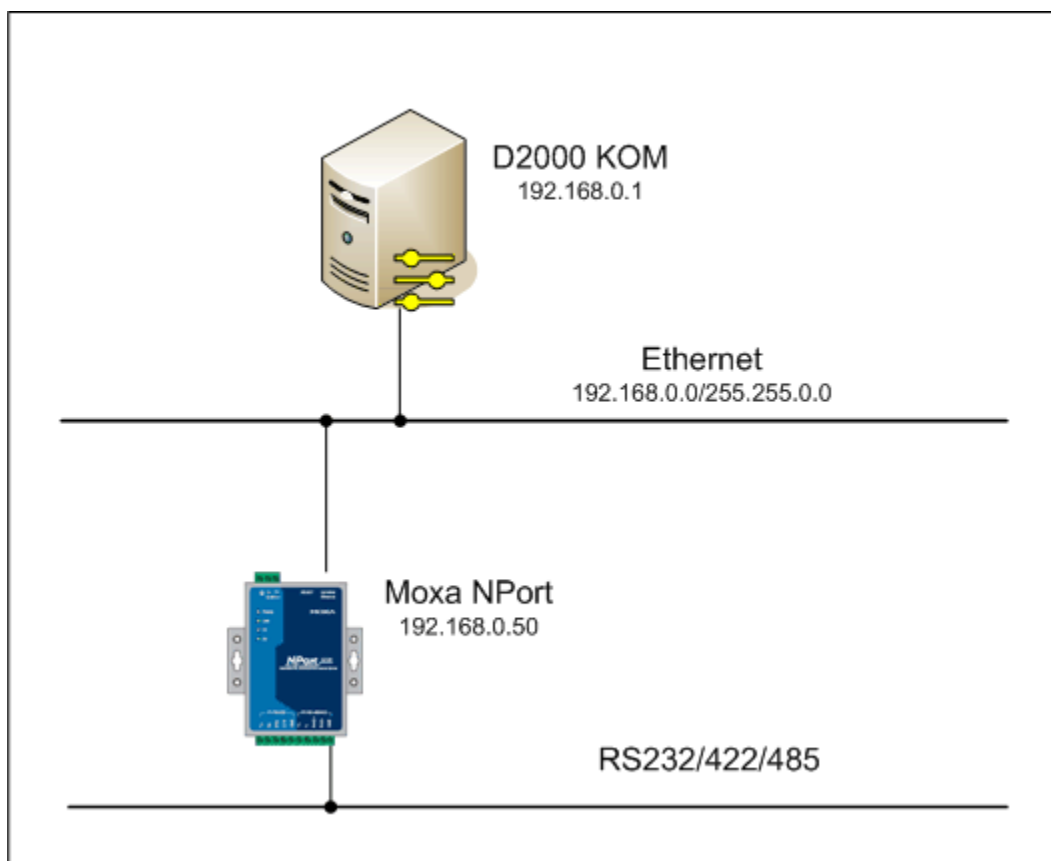 D2000 KOM
192.168.0.1
Ethernet
192.168.0.0/255.255.0.0
Moxa NPort
192.168.0.50
NPort
RS232/422/485